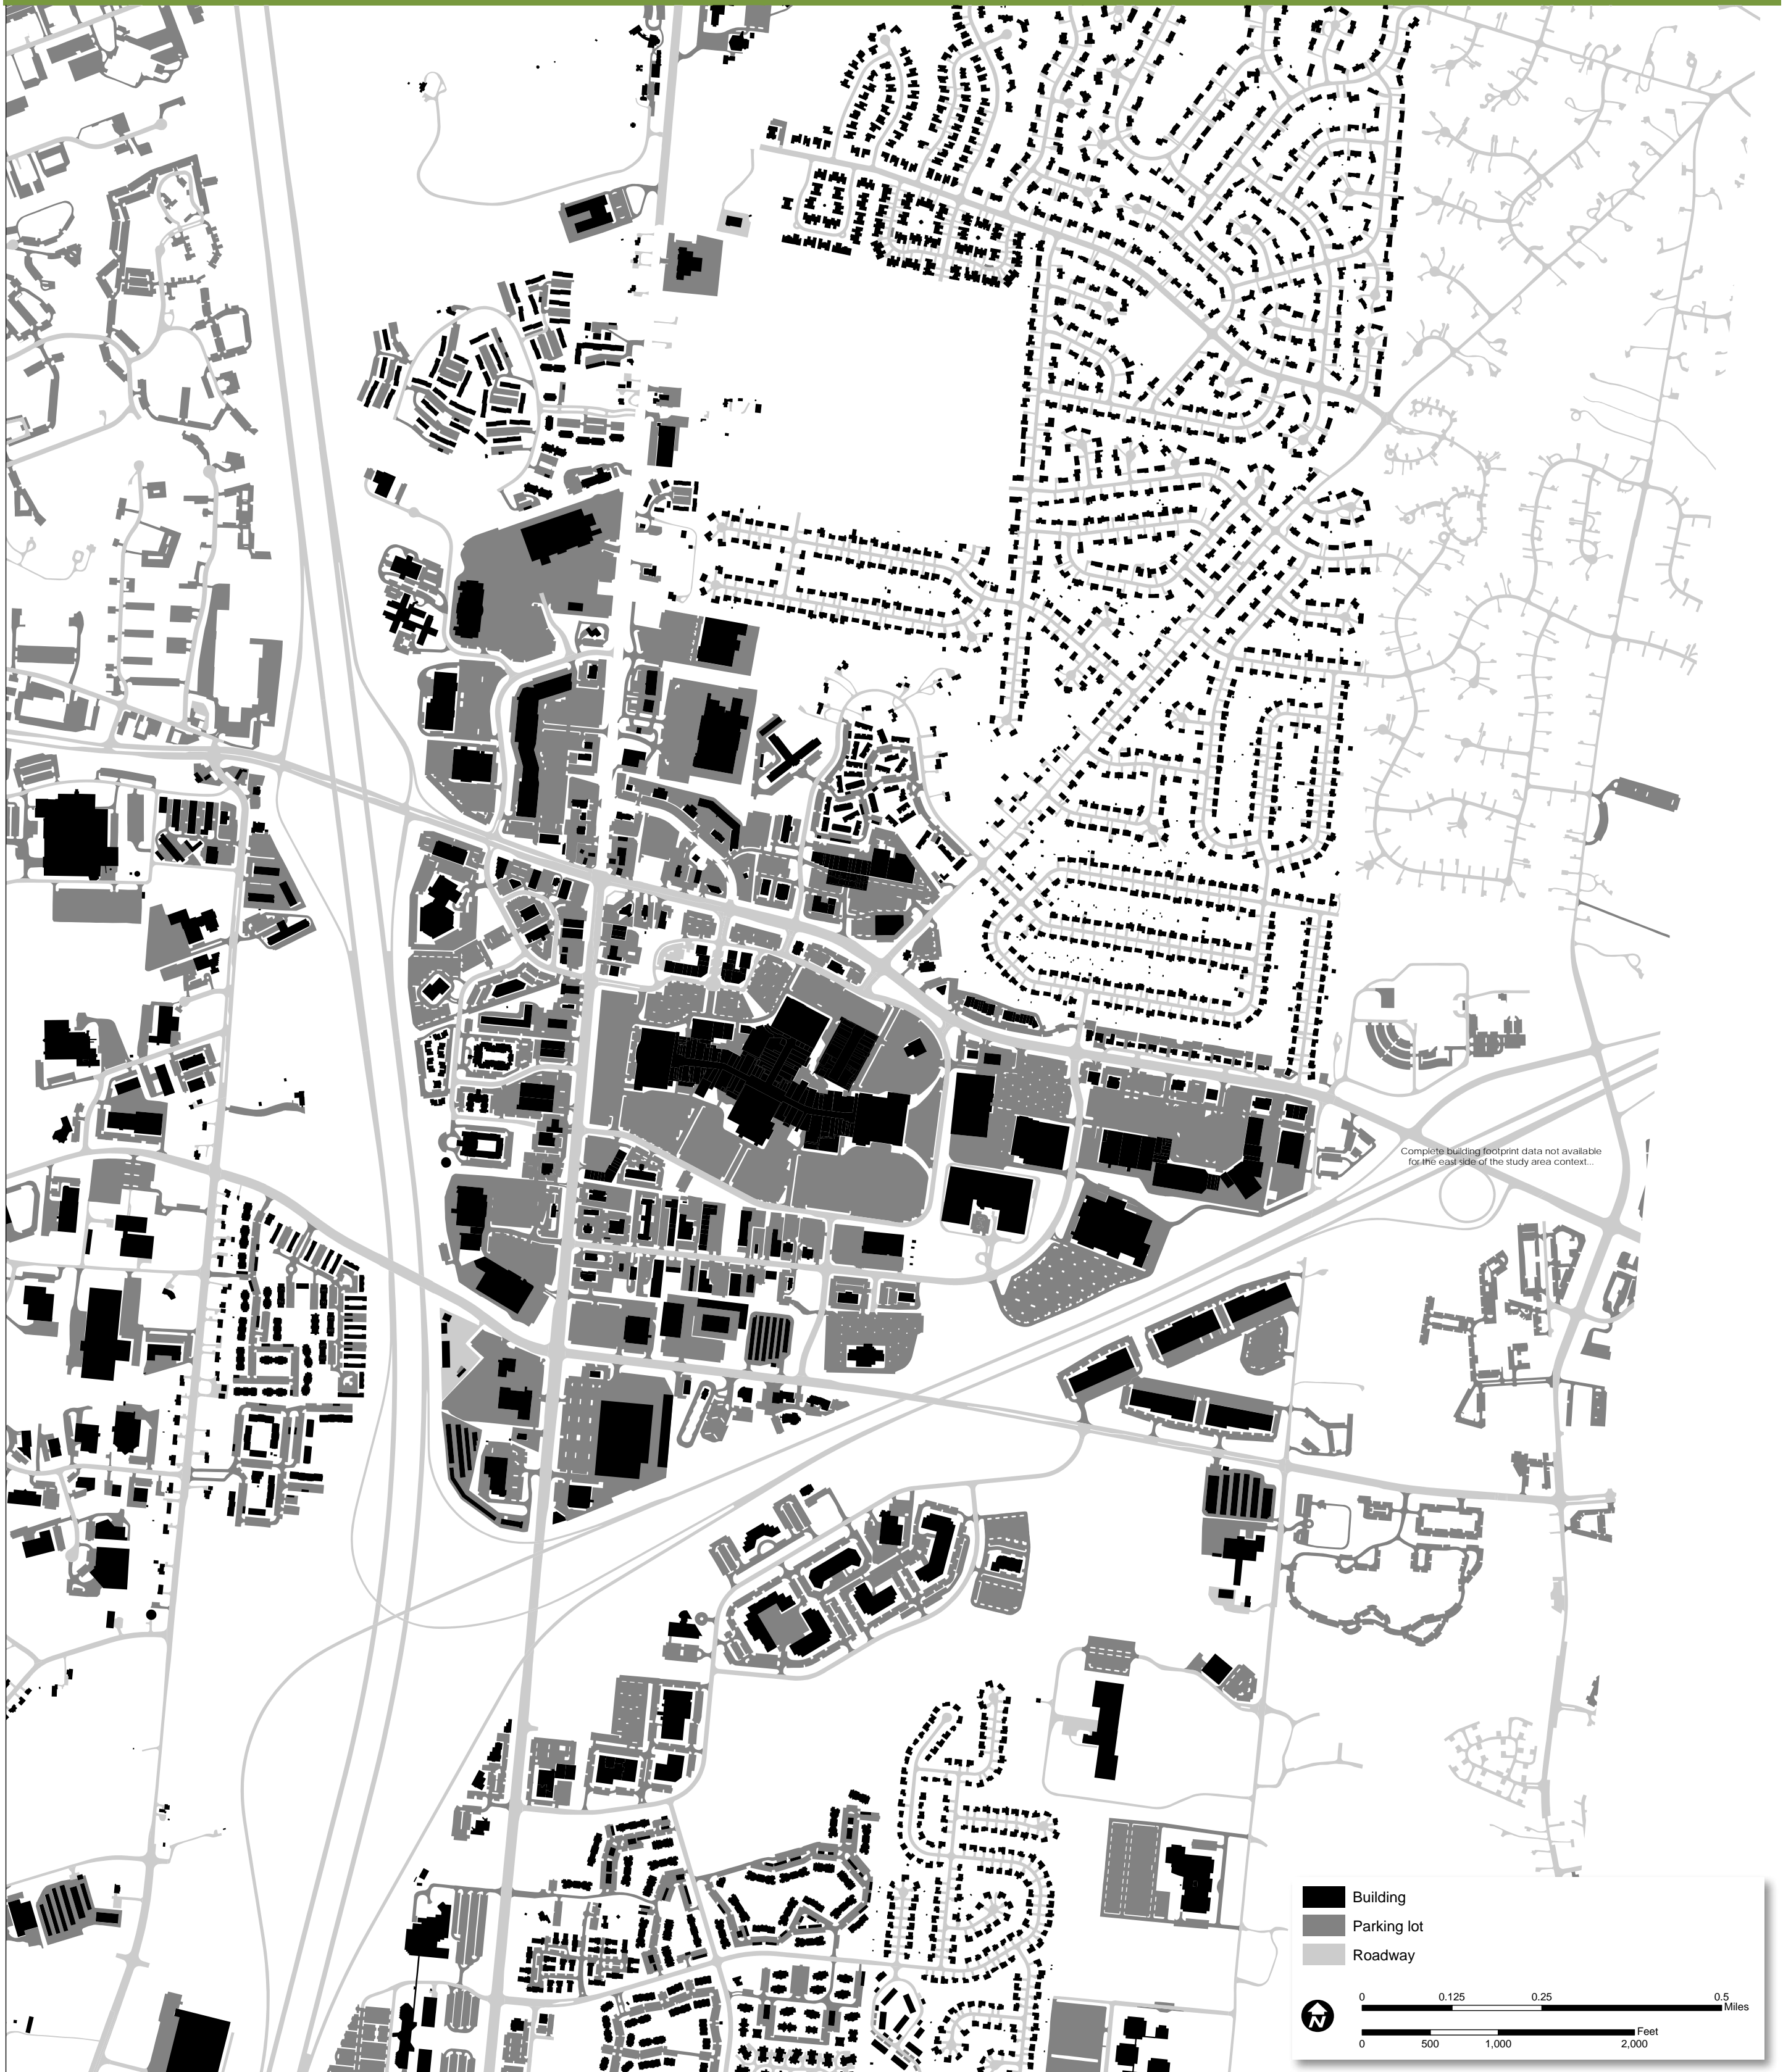 Complete building footprint data not available
for the east side of the study area context...
Building
Parking lot
Roadway
N
0 0.125 0.25 0.5
Miles
Feet
0 500 1,000 2,000